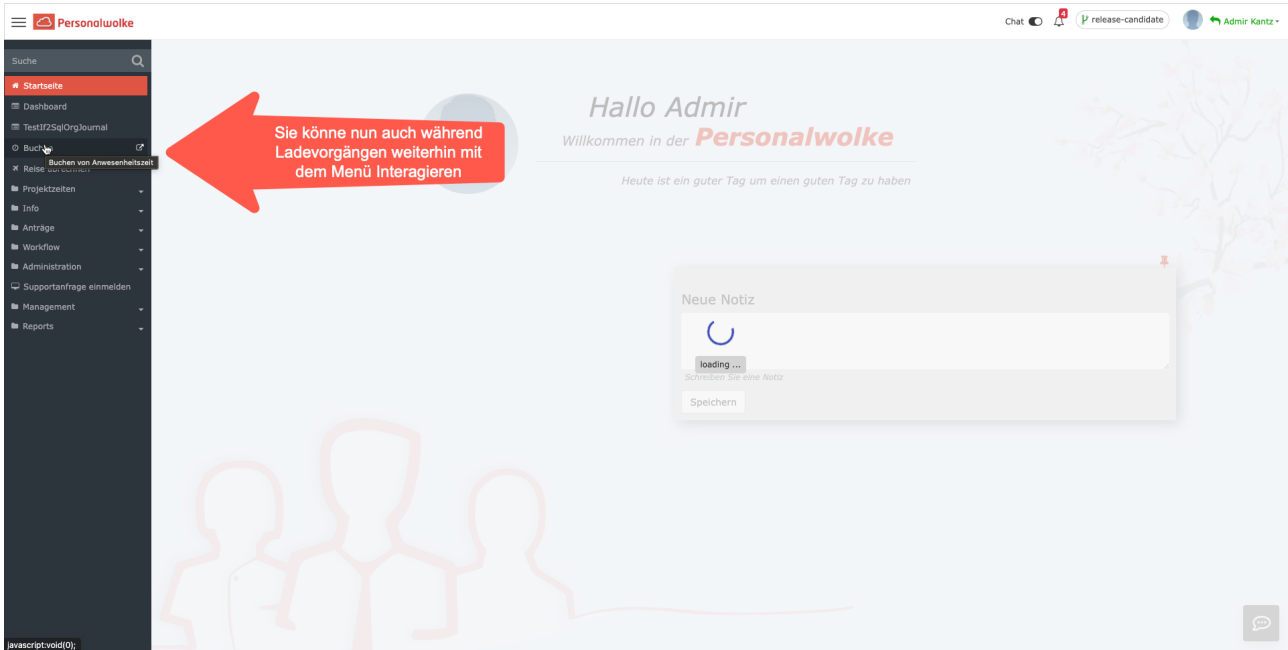 Personalwolke
Chat
4
release-candidate
Admir Kantz
Suche
Startseite
Dashboard
TestIf2SqlOrgJournal
Buchen
Buchen von Anwesenheitszeit
Reise abrechnen
Projektzeiten
Info
Anträge
Workflow
Administration
Supportanfrage einmelden
Management
Reports
Sie könne nun auch während
Ladevorgängen weiterhin mit
dem Menü Interagieren
Hallo Admir
Willkommen in der Personalwolke
Heute ist ein guter Tag um einen guten Tag zu haben
Neue Notiz
loading ...
Schreiben Sie eine Notiz
Speichern
javascript:void(0);